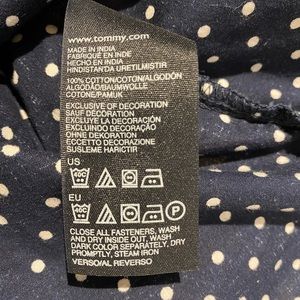 www.tommy.com
MADE IN INDIA
FABRIQUÉ EN INDE
HECHO EN INDIA
HINDISTAN'DA URETILMISTIR
100% COTTON/COTON/ALGODÓN
ALGODÃO/BAUMWOLLE
COTONE/PAMUK
EXCLUSIVE OF DECORATION
SAUF DÉCORATION
EXCLUYE LA DECORACIÓN
EXCLUINDO DECORAÇÃO
OHNE DEKORATION
ECCETTO DECORAZIONE
SUSLEME HARICTIR
US
EU
CLOSE ALL FASTENERS, WASH
AND DRY INSIDE OUT, WASH
DARK COLOR SEPARATELY, DRY
PROMPTLY, STEAM IRON
VERSO/AL REVERSO